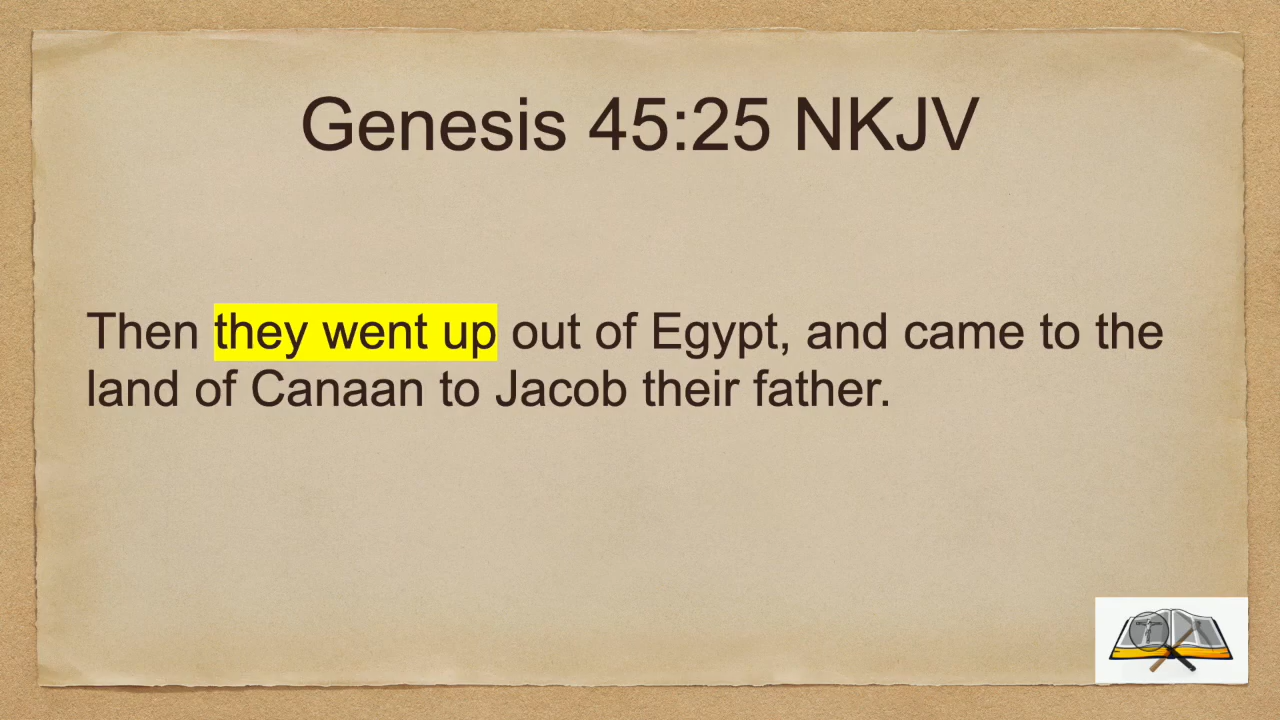 Genesis 45:25 NKJV
Then they went up out of Egypt, and came to the
land of Canaan to Jacob their father.